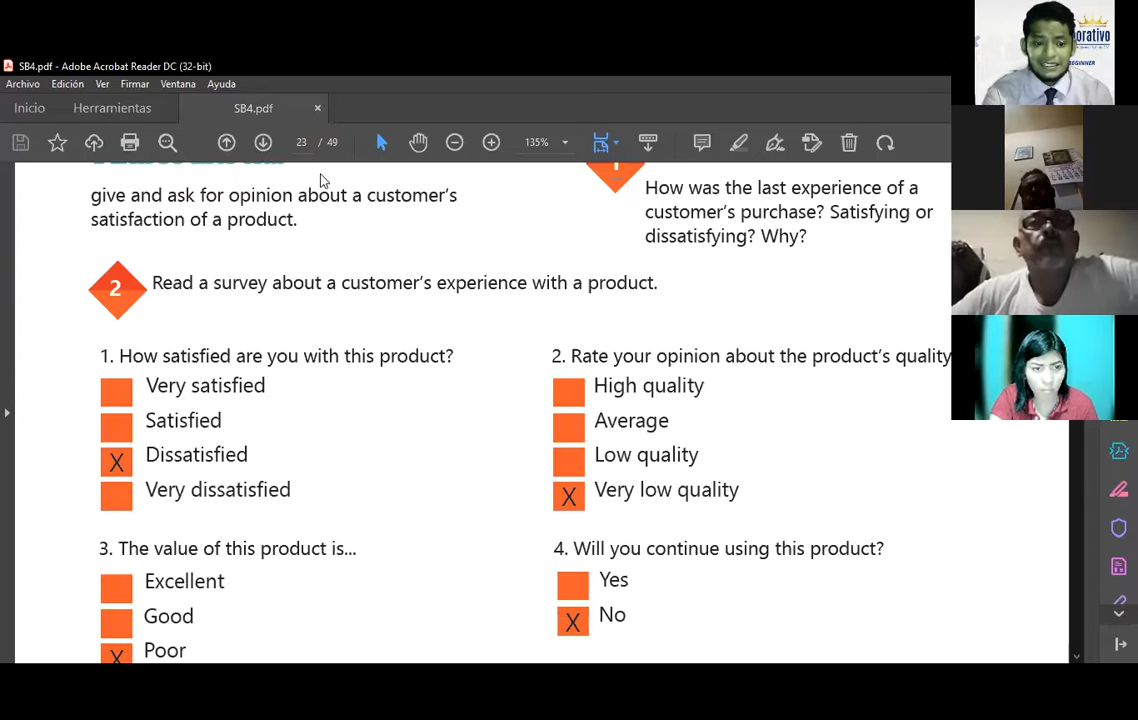 orativo
BEGINNER
SB4.pdf - Adobe Acrobat Reader DC (32-bit)
Archivo Edición Ver Firmar Ventana Ayuda
Inicio Herramientas SB4.pdf ×
23 / 49 135%
give and ask for opinion about a customer's
satisfaction of a product.
1
How was the last experience of a
customer's purchase? Satisfying or
dissatisfying? Why?
2 Read a survey about a customer's experience with a product.
1. How satisfied are you with this product?
Very satisfied
Satisfied
X Dissatisfied
Very dissatisfied
2. Rate your opinion about the product's quality
High quality
Average
Low quality
X Very low quality
3. The value of this product is...
Excellent
Good
X Poor
4. Will you continue using this product?
Yes
X No